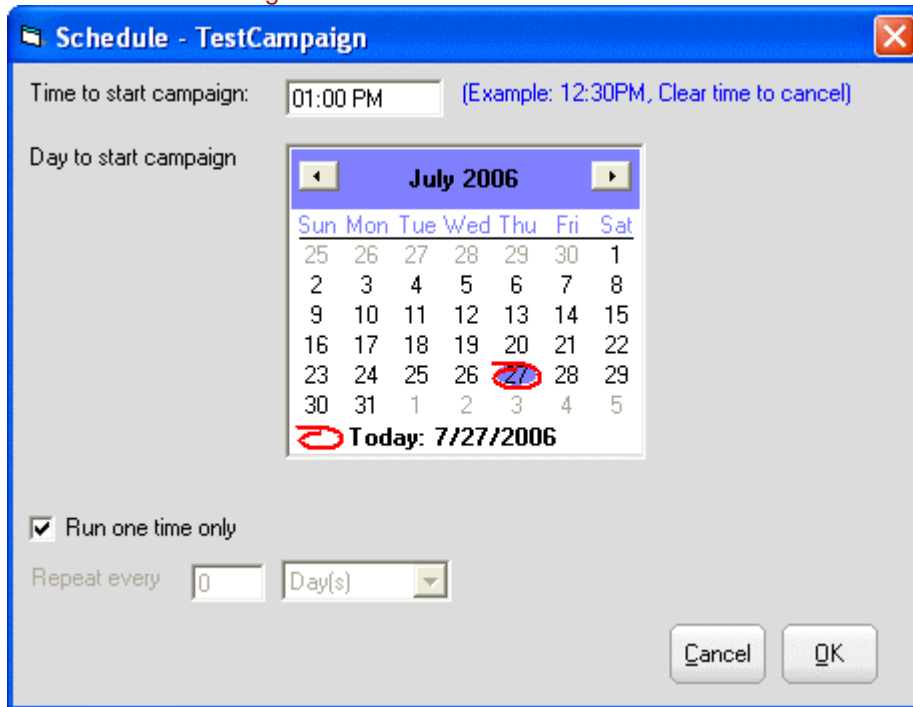 Schedule - TestCampaign
Time to start campaign: 01:00 PM (Example: 12:30PM, Clear time to cancel)
Day to start campaign
July 2006
Sun Mon Tue Wed Thu Fri Sat
25 26 27 28 29 30 1
2 3 4 5 6 7 8
9 10 11 12 13 14 15
16 17 18 19 20 21 22
23 24 25 26 27 28 29
30 31 1 2 3 4 5
Today: 7/27/2006
Run one time only
Repeat every 0 Day(s)
Cancel OK